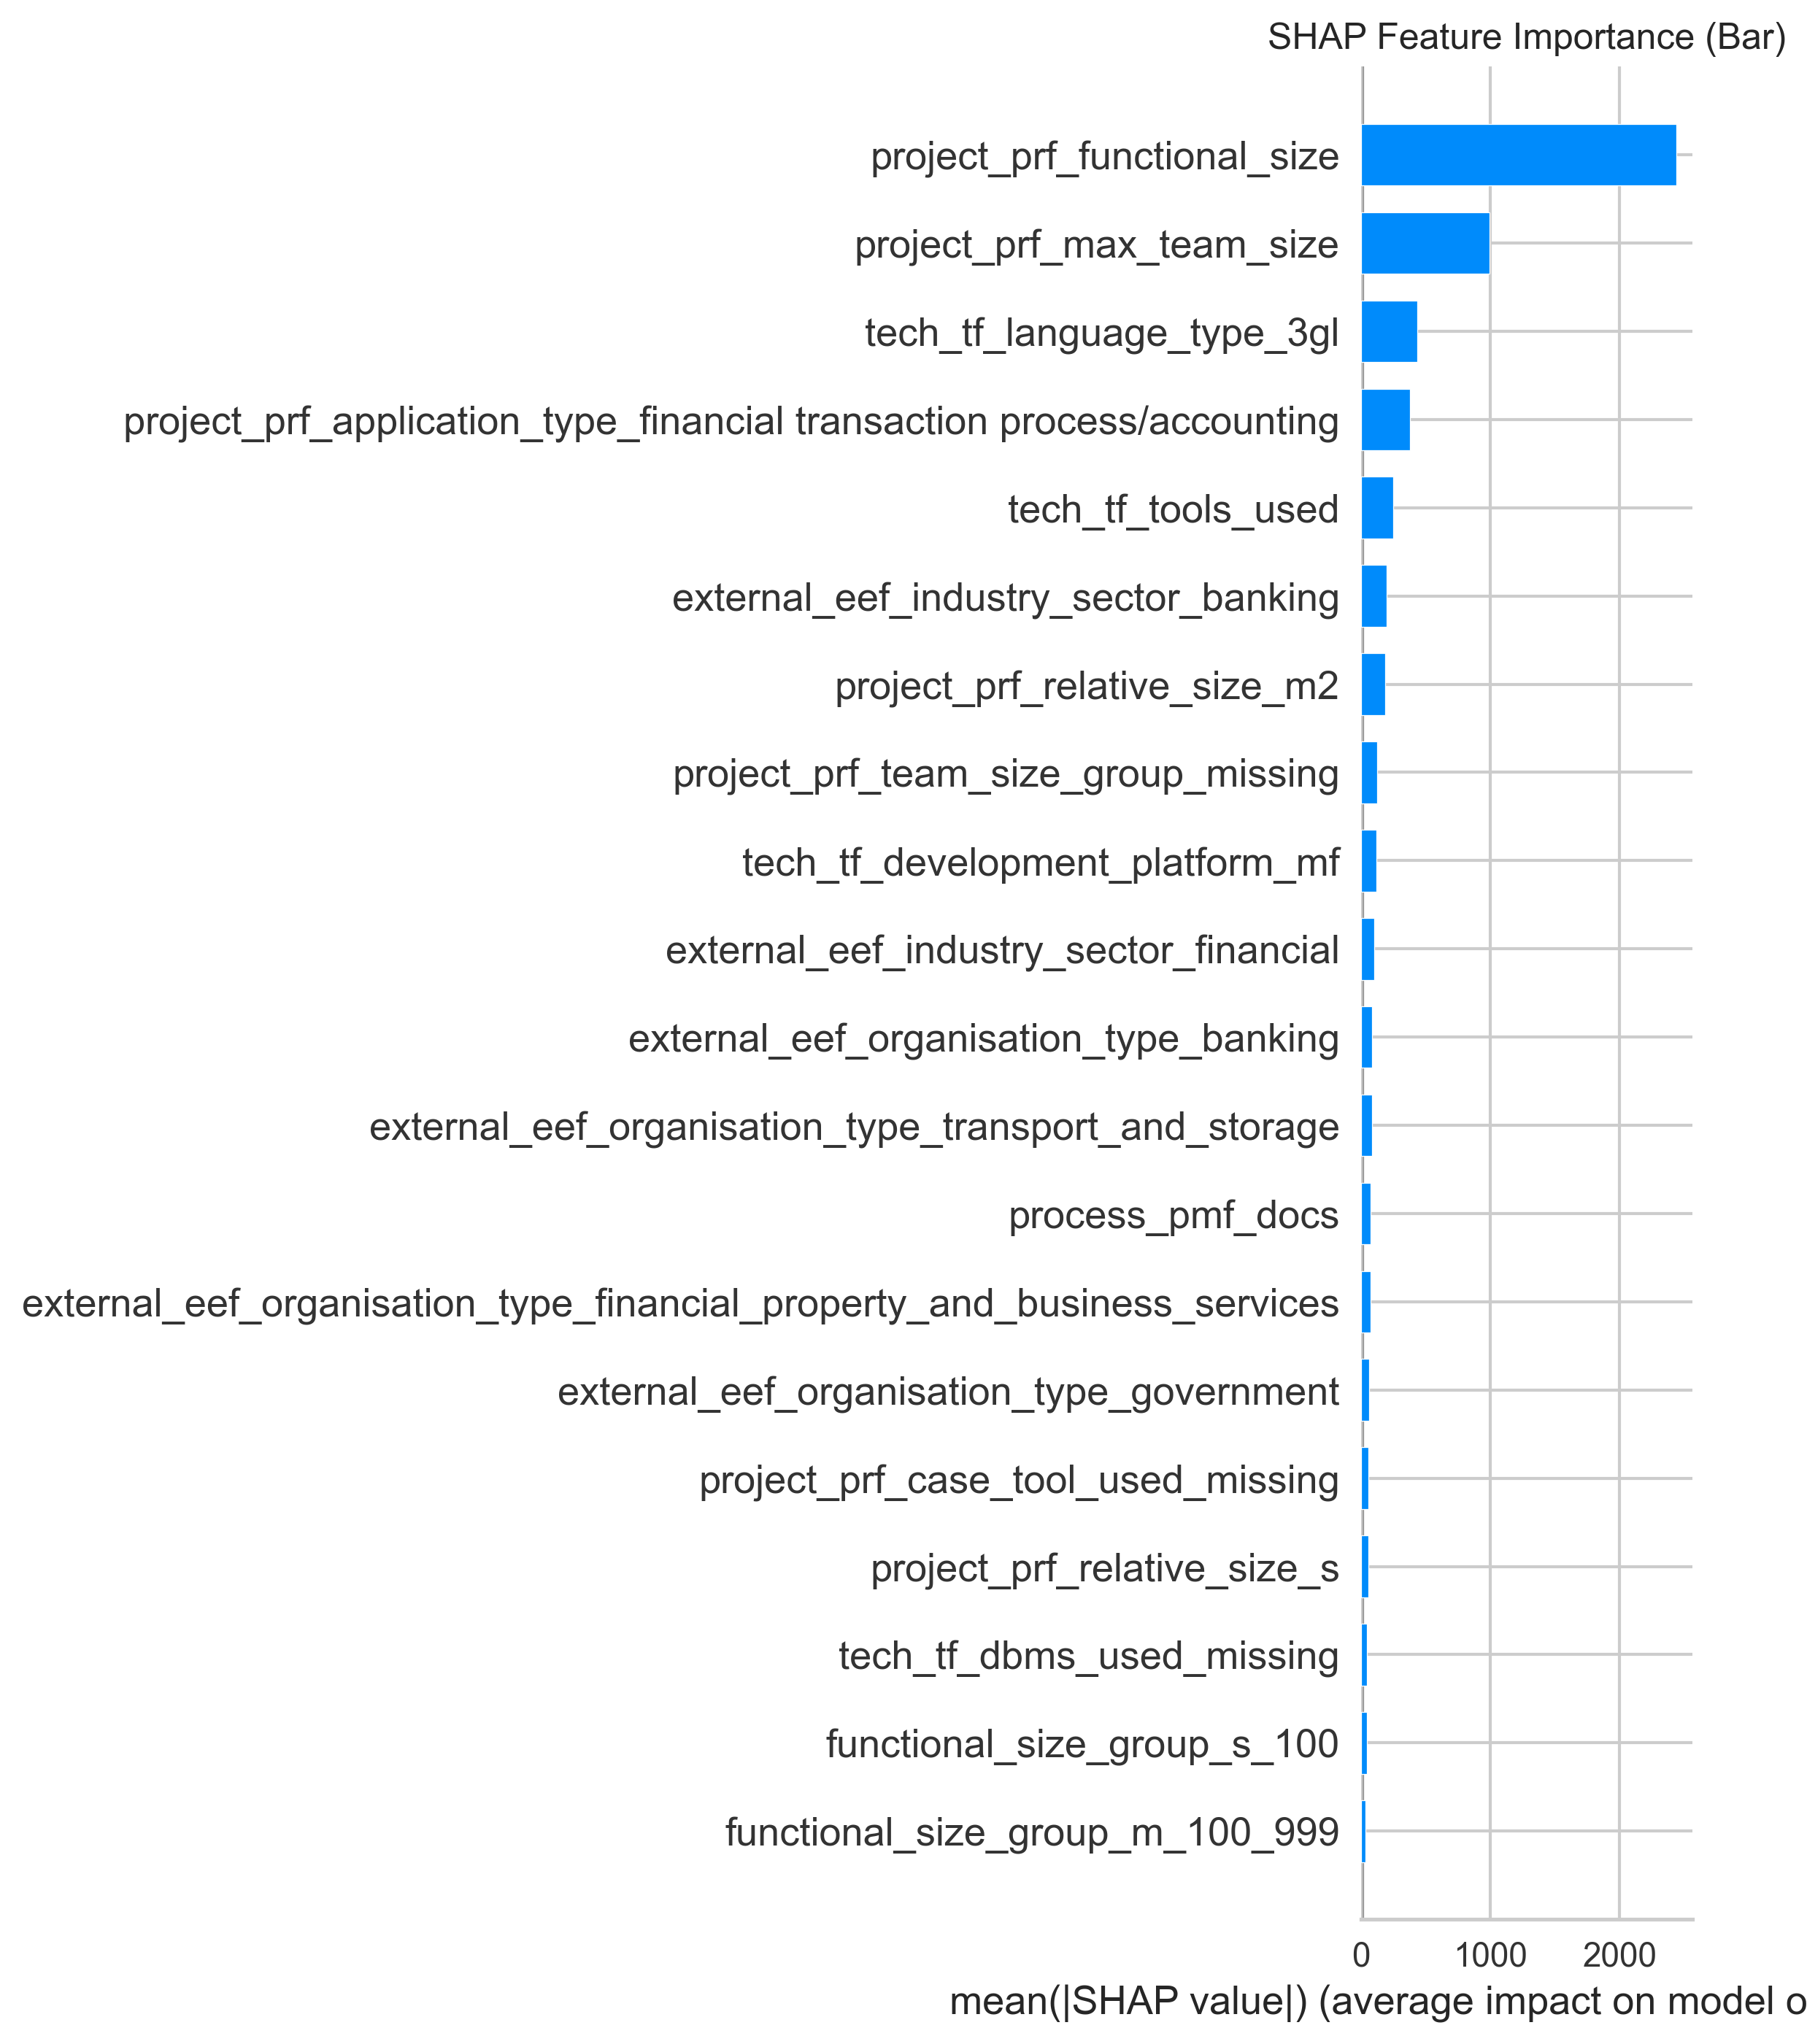 SHAP Feature Importance (Bar)
project_prf_functional_size
project_prf_max_team_size
tech_tf_language_type_3gl
project_prf_application_type_financial transaction process/accounting
tech_tf_tools_used
external_eef_industry_sector_banking
project_prf_relative_size_m2
project_prf_team_size_group_missing
tech_tf_development_platform_mf
external_eef_industry_sector_financial
external_eef_organisation_type_banking
external_eef_organisation_type_transport_and_storage
process_pmf_docs
external_eef_organisation_type_financial_property_and_business_services
external_eef_organisation_type_government
project_prf_case_tool_used_missing
project_prf_relative_size_s
tech_tf_dbms_used_missing
functional_size_group_s_100
functional_size_group_m_100_999
0 1000 2000
mean(|SHAP value|) (average impact on model o